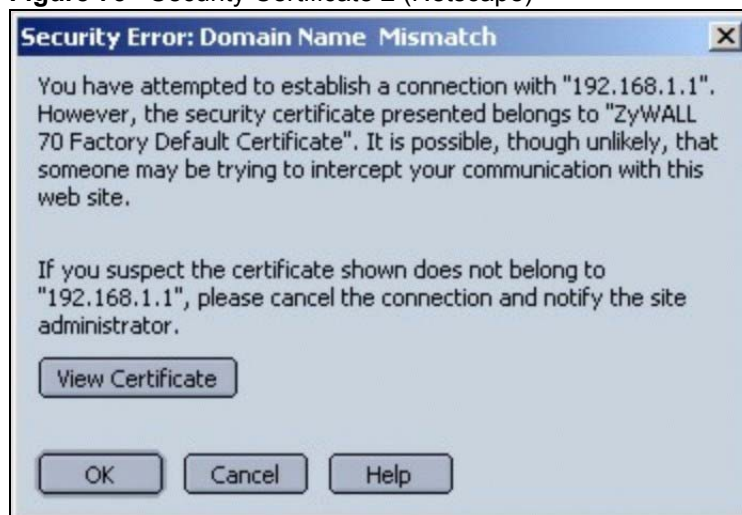 Security Certificate 2 (Netscape)
Security Error: Domain Name Mismatch
You have attempted to establish a connection with "192.168.1.1".
However, the security certificate presented belongs to "ZyWALL
70 Factory Default Certificate". It is possible, though unlikely, that
someone may be trying to intercept your communication with this
web site.
If you suspect the certificate shown does not belong to
"192.168.1.1", please cancel the connection and notify the site
administrator.
View Certificate
OK Cancel Help